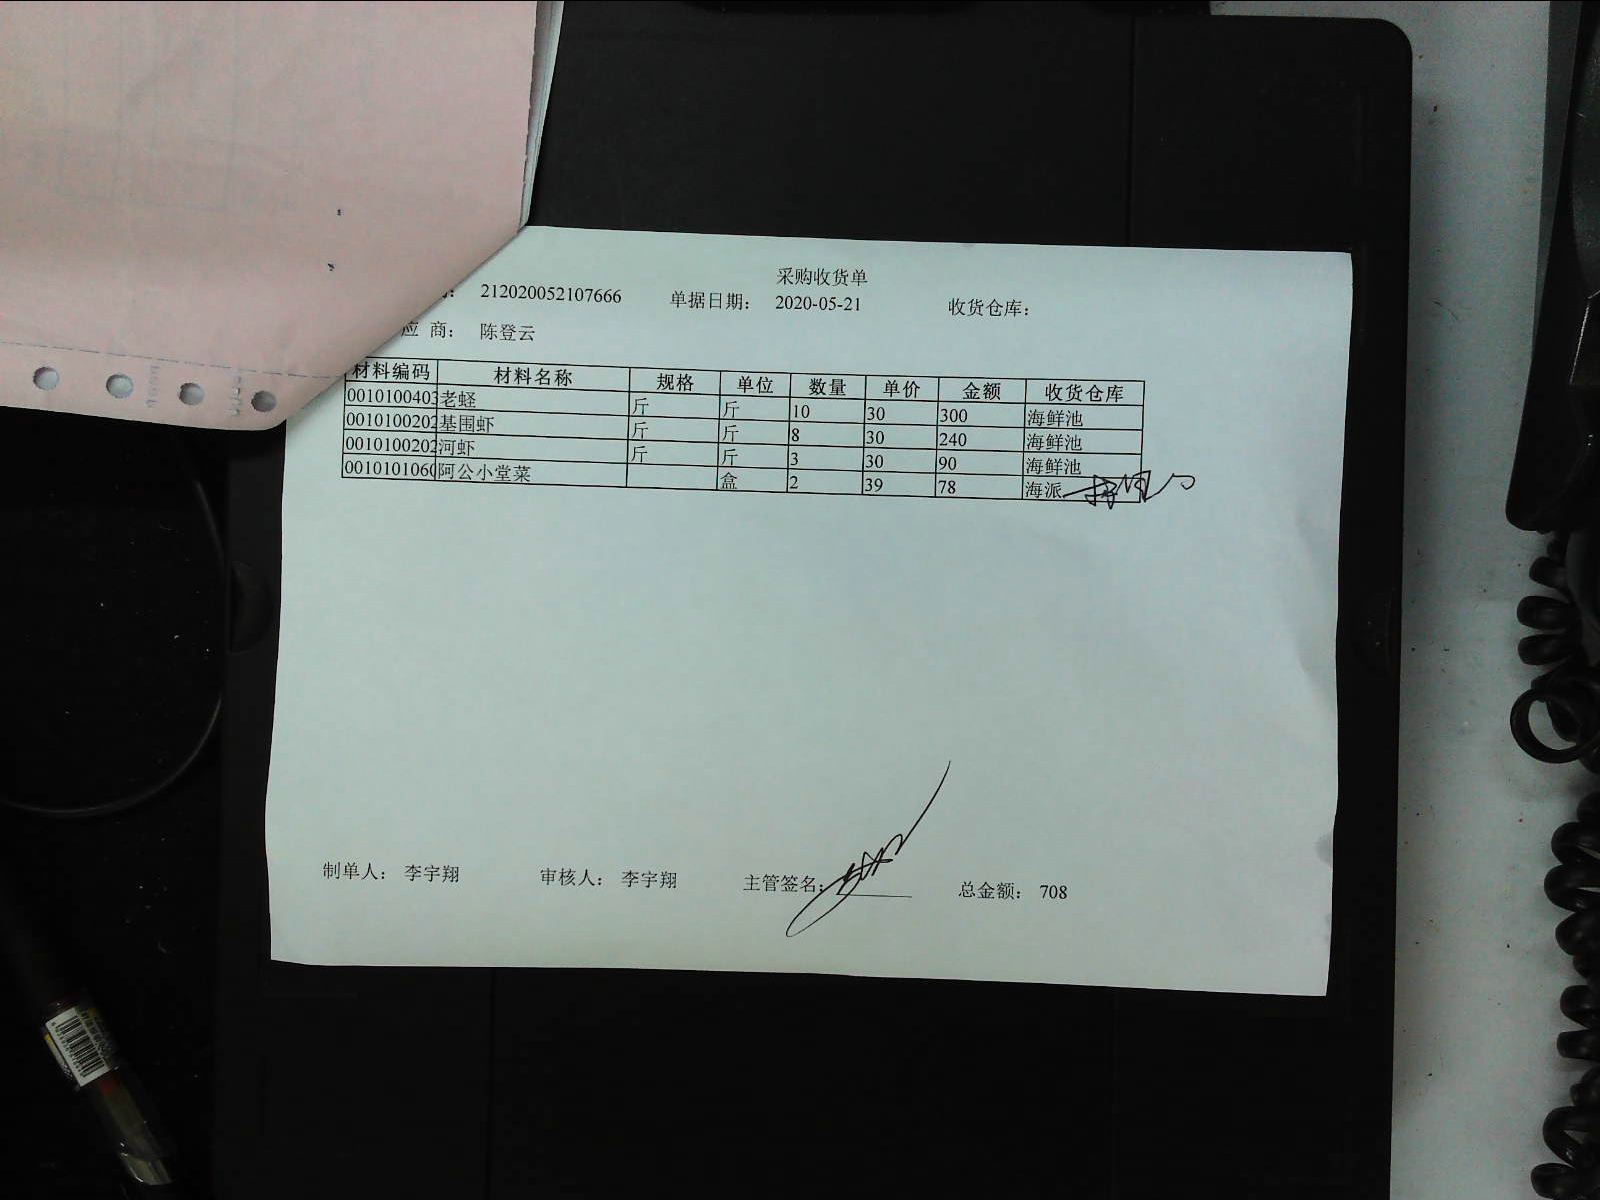 采购收货单
212020052107666 单据日期: 2020-05-21 收货仓库:
应 商: 陈登云
材料编码 材料名称 规格 单位 数量 单价 金额 收货仓库
0010100403 老蛏 斤 斤 10 30 300 海鲜池
0010100202 基围虾 斤 斤 8 30 240 海鲜池
0010100202 河虾 斤 斤 3 30 90 海鲜池
0010101060 阿公小堂菜 盒 2 39 78 海派
制单人: 李宇翔 审核人: 李宇翔 主管签名: 总金额: 708